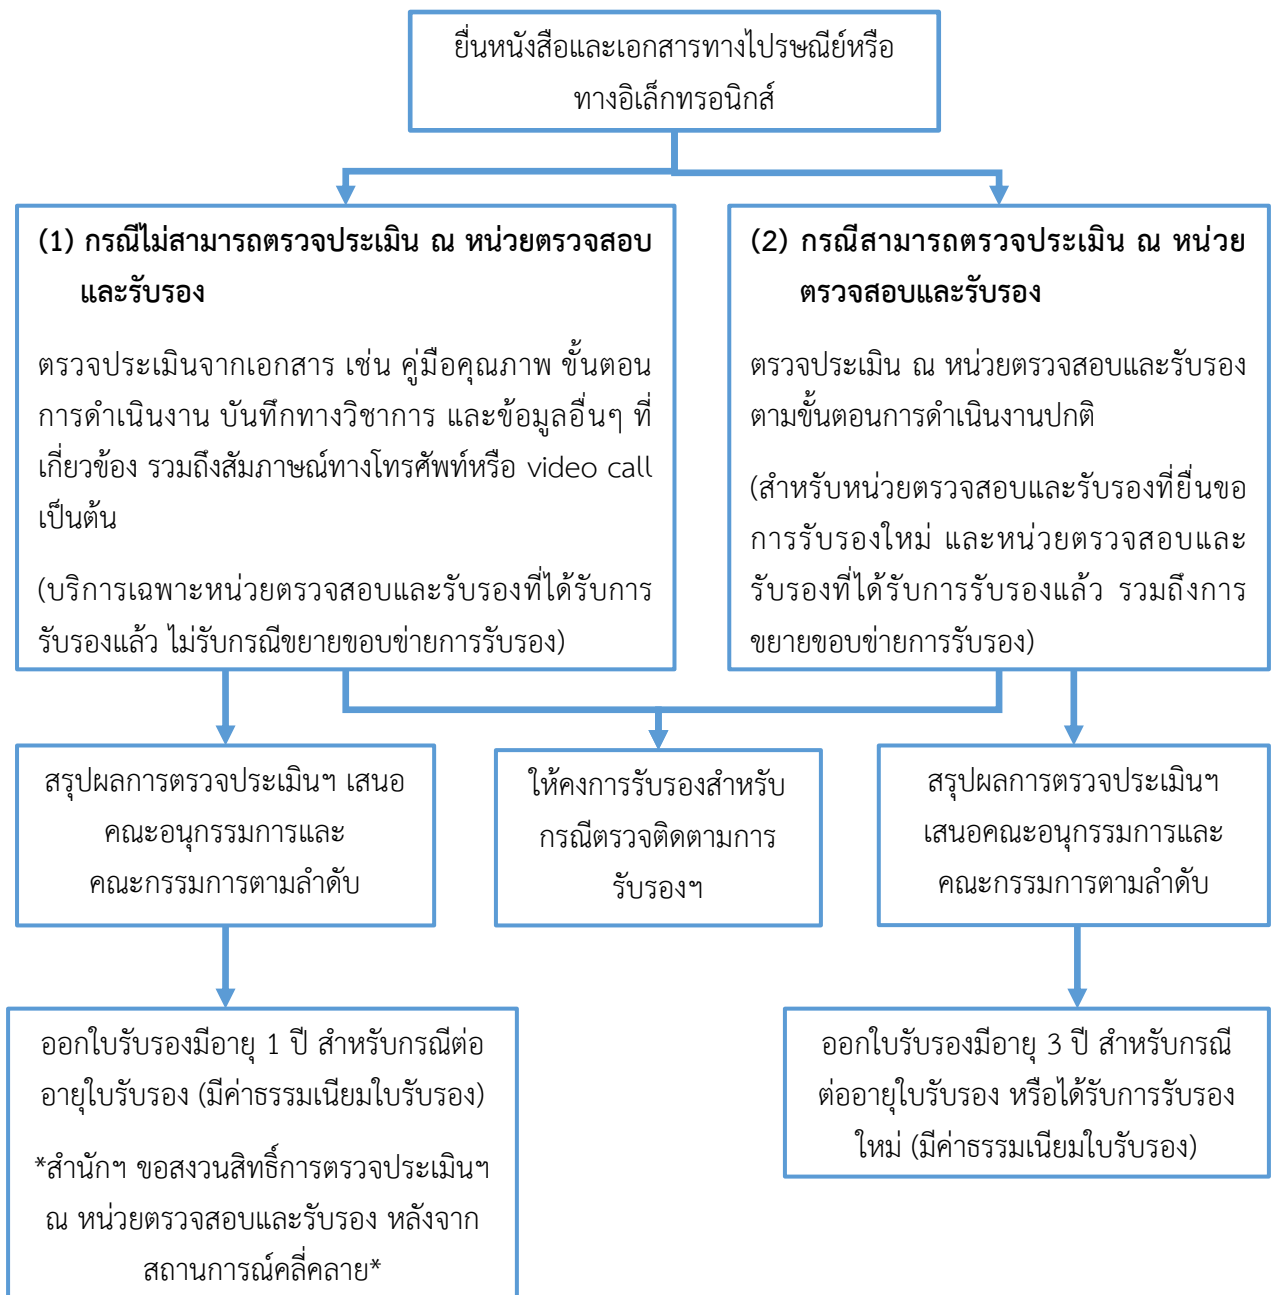 ยื่นหนังสือและเอกสารทางไปรษณีย์หรือ
ทางอิเล็กทรอนิกส์
(1) กรณีไม่สามารถตรวจประเมิน ณ หน่วยตรวจสอบ
และรับรอง
ตรวจประเมินจากเอกสาร เช่น คู่มือคุณภาพ ขั้นตอน
การดำเนินงาน บันทึกทางวิชาการ และข้อมูลอื่นๆ ที่
เกี่ยวข้อง รวมถึงสัมภาษณ์ทางโทรศัพท์หรือ video call
เป็นต้น
(บริการเฉพาะหน่วยตรวจสอบและรับรองที่ได้รับการ
รับรองแล้ว ไม่รับกรณีขยายขอบข่ายการรับรอง)
(2) กรณีสามารถตรวจประเมิน ณ หน่วย
ตรวจสอบและรับรอง
ตรวจประเมิน ณ หน่วยตรวจสอบและรับรอง
ตามขั้นตอนการดำเนินงานปกติ
(สำหรับหน่วยตรวจสอบและรับรองที่ยื่นขอ
การรับรองใหม่ และหน่วยตรวจสอบและ
รับรองที่ได้รับการรับรองแล้ว รวมถึงการ
ขยายขอบข่ายการรับรอง)
สรุปผลการตรวจประเมินฯ เสนอ
คณะอนุกรรมการและ
คณะกรรมการตามลำดับ
ให้คงการรับรองสำหรับ
กรณีตรวจติดตามการ
รับรองฯ
สรุปผลการตรวจประเมินฯ
เสนอคณะอนุกรรมการและ
คณะกรรมการตามลำดับ
ออกใบรับรองมีอายุ 1 ปี สำหรับกรณีต่อ
อายุใบรับรอง (มีค่าธรรมเนียมใบรับรอง)
*สำนักฯ ขอสงวนสิทธิ์การตรวจประเมินฯ
ณ หน่วยตรวจสอบและรับรอง หลังจาก
สถานการณ์คลี่คลาย*
ออกใบรับรองมีอายุ 3 ปี สำหรับกรณี
ต่ออายุใบรับรอง หรือได้รับการรับรอง
ใหม่ (มีค่าธรรมเนียมใบรับรอง)